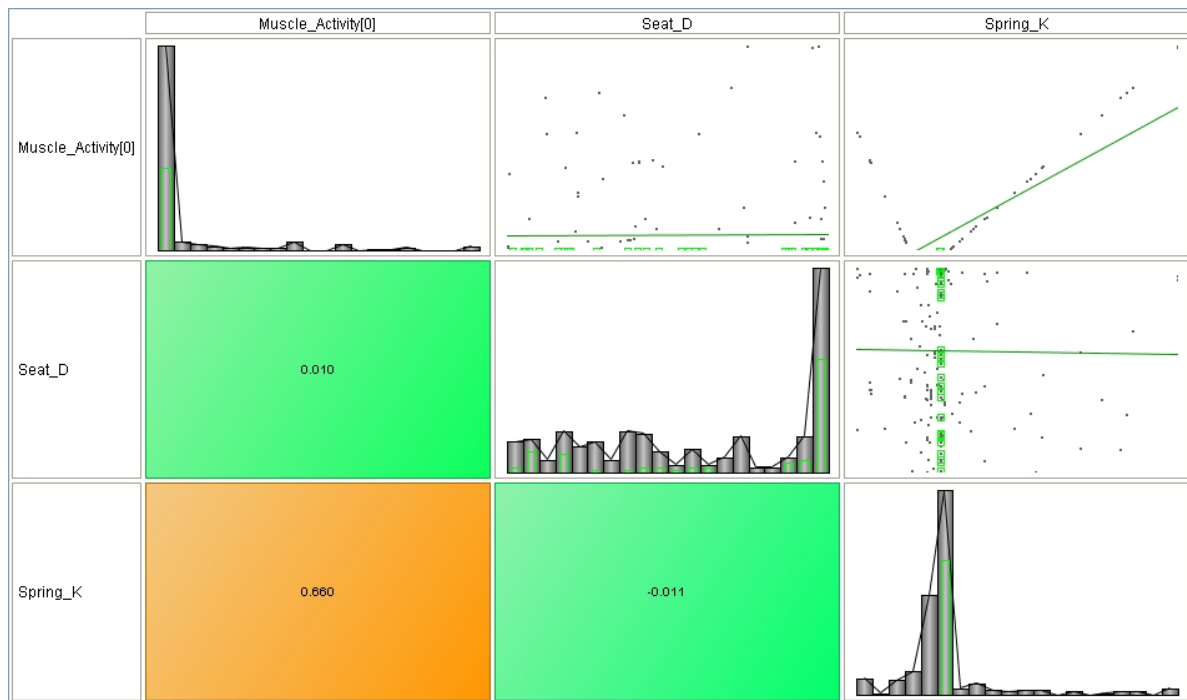 Muscle_Activity[0] Seat_D Spring_K
Muscle_Activity[0]
Seat_D 0.010
Spring_K 0.660 -0.011